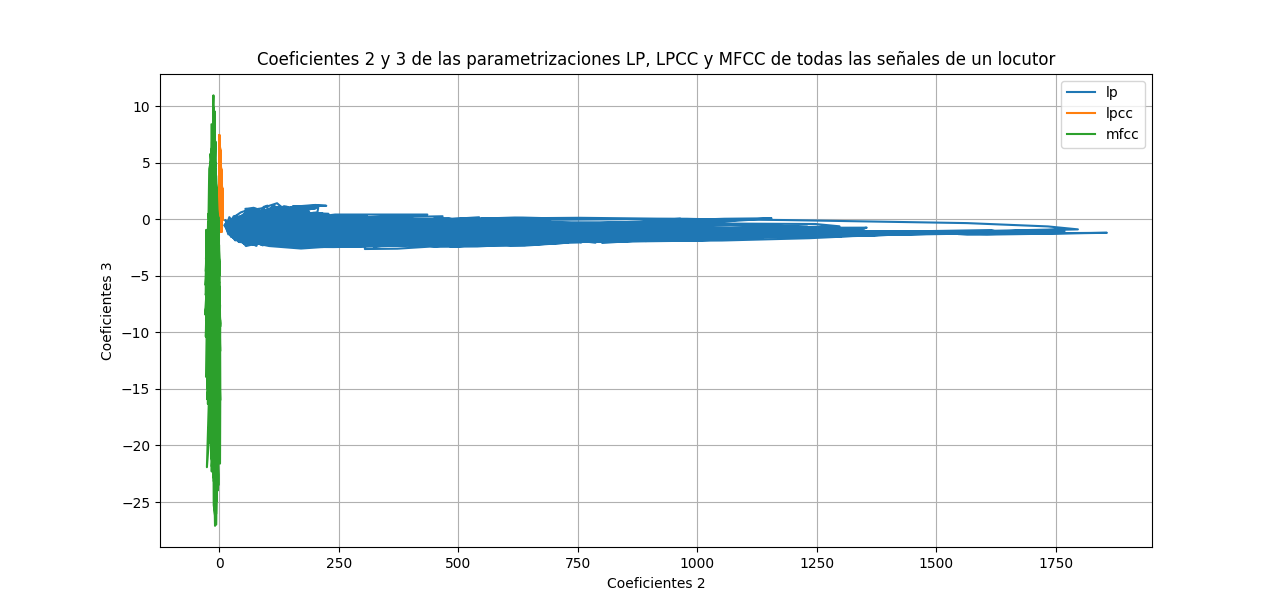 Coeficientes 2 y 3 de las parametrizaciones LP, LPCC y MFCC de todas las señales de un locutor
lp
lpcc
mfcc
10
5
0
−5
−10
−15
−20
−25
Coeficientes 3
0 250 500 750 1000 1250 1500 1750
Coeficientes 2